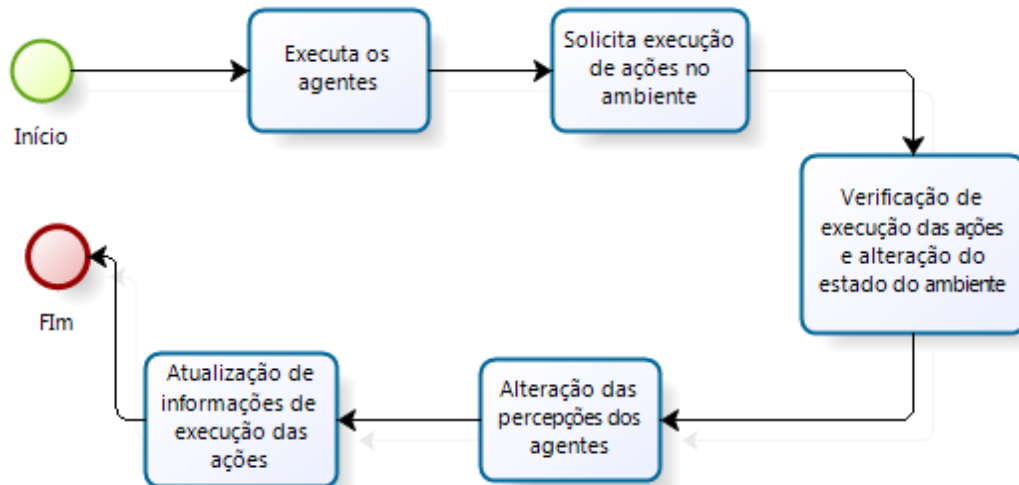 Início
Executa os
agentes
Solicita execução
de ações no
ambiente
Verificação de
execução das ações
e alteração do
estado do ambiente
Alteração das
percepções dos
agentes
Atualização de
informações de
execução das
ações
FIm